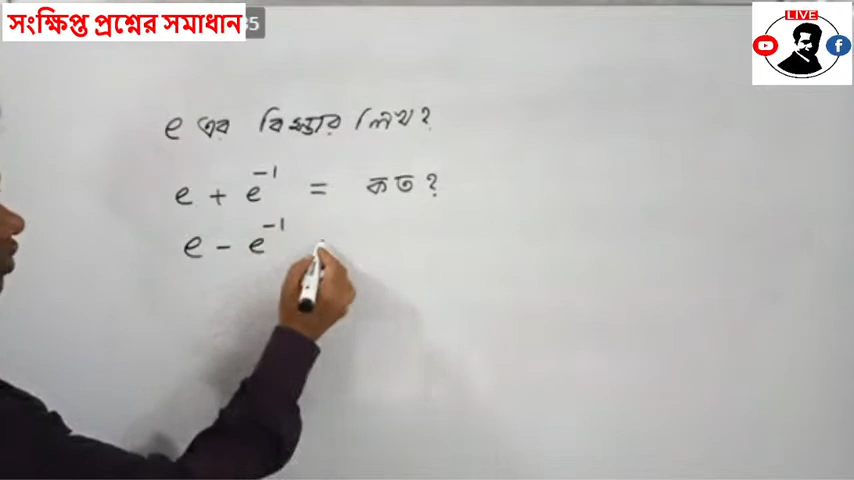 সংক্ষিপ্ত প্রশ্নের সমাধান
LIVE
e এর বিস্তার লিখ?
e + e⁻¹ = কত?
e - e⁻¹